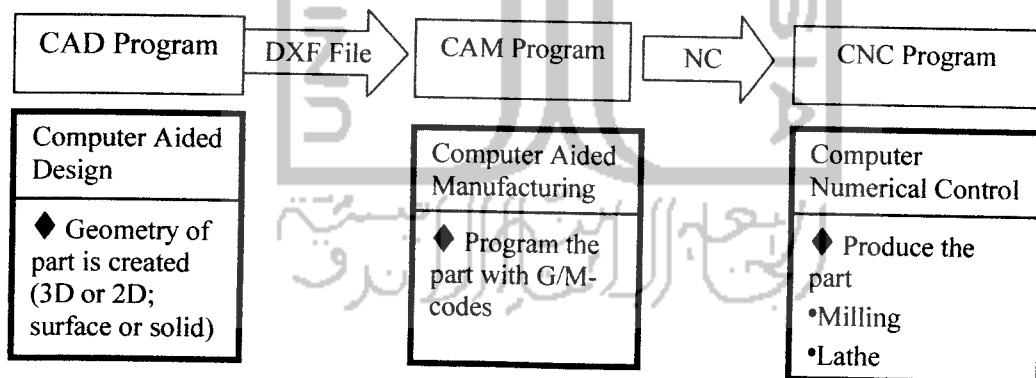 CAD Program
DXF File
CAM Program
NC
CNC Program
Computer Aided
Design
◆ Geometry of
part is created
(3D or 2D;
surface or solid)
Computer Aided
Manufacturing
◆ Program the
part with G/M-
codes
Computer
Numerical Control
◆ Produce the
part
•Milling
•Lathe